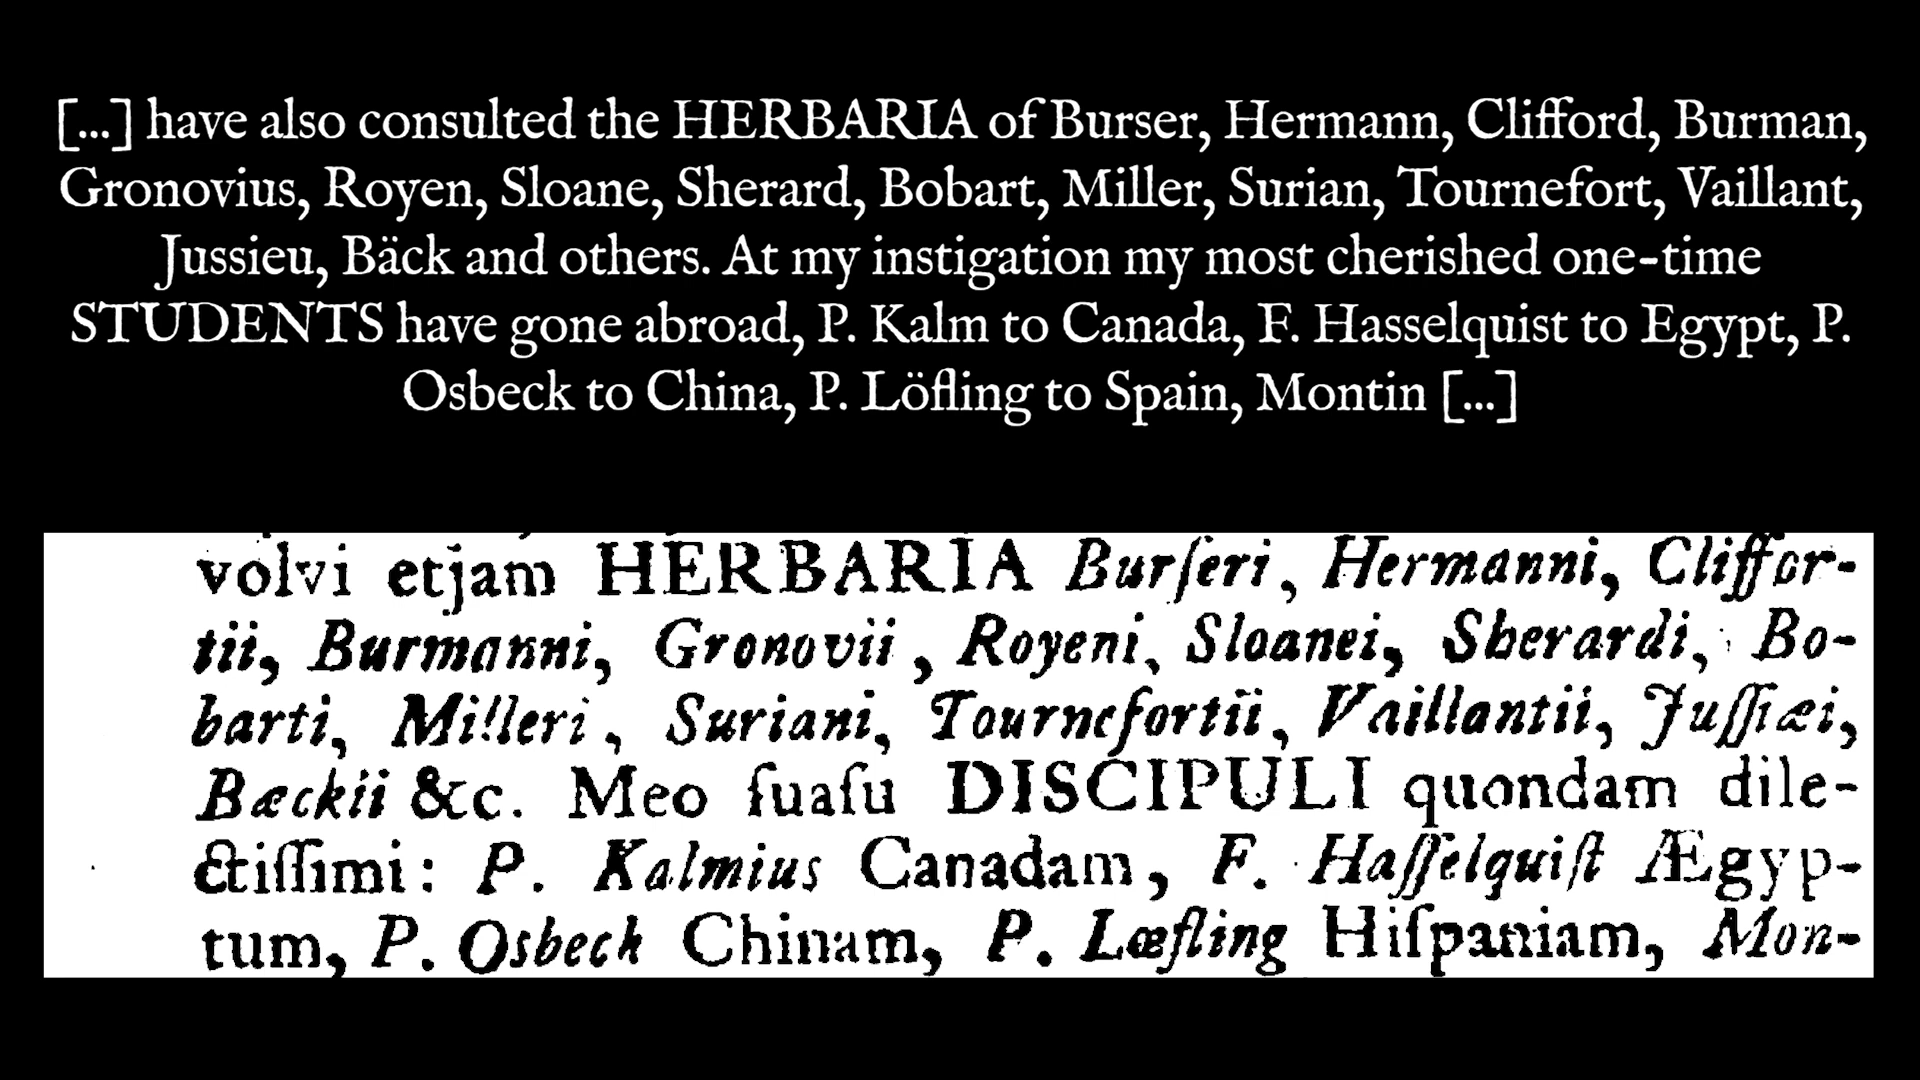 [...] have also consulted the HERBARIA of Burser, Hermann, Clifford, Burman,
Gronovius, Royen, Sloane, Sherard, Bobart, Miller, Surian, Tournefort, Vaillant,
Jussieu, Bäck and others. At my instigation my most cherished one-time
STUDENTS have gone abroad, P. Kalm to Canada, F. Hasselquist to Egypt, P.
Osbeck to China, P. Löfling to Spain, Montin [...]
volvi etjam HERBARIA Burſeri, Hermanni, Cliffor-
tii, Burmanni, Gronovii, Royeni, Sloanei, Sherardi, Bo-
barti, Milleri, Suriani, Tournefortii, Vaillantii, Juſſiæi,
Bæckii &c. Meo ſuaſu DISCIPULI quondam dile-
ctiſſimi: P. Kalmius Canadam, F. Haſſelquiſt Ægyp-
tum, P. Osbeck Chinam, P. Lœfling Hiſpaniam, Mon-